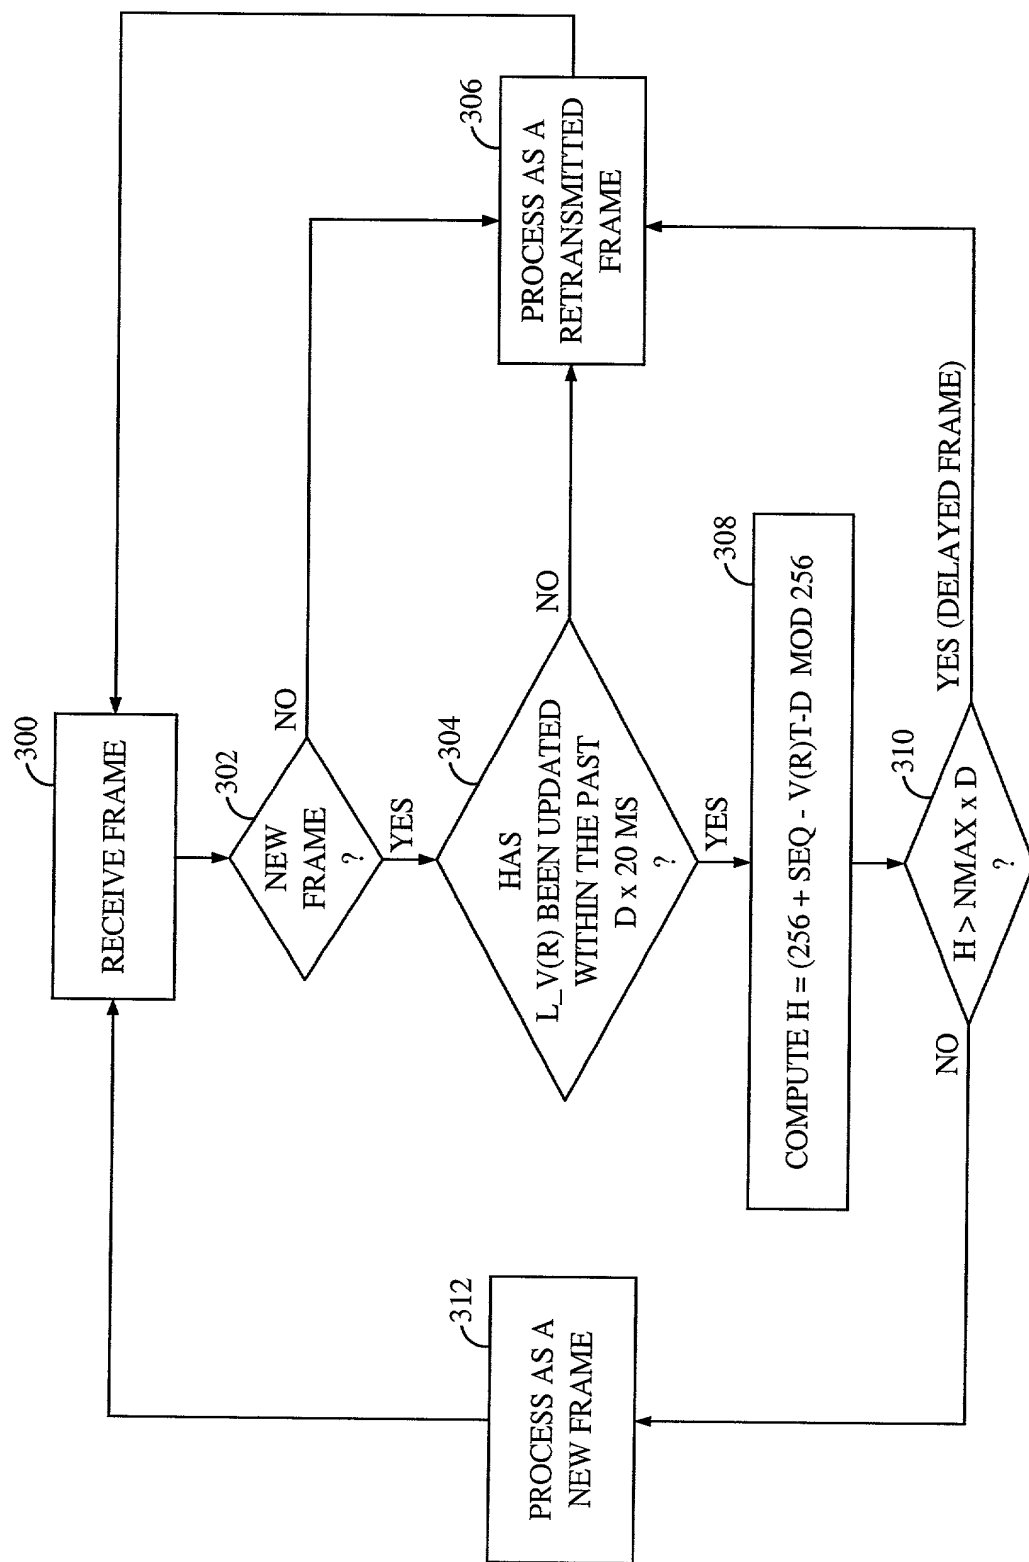 300
RECEIVE FRAME
302
NEW
FRAME
?
NO
YES
304
HAS
L_V(R) BEEN UPDATED
WITHIN THE PAST
D x 20 MS
?
NO
YES
306
PROCESS AS A
RETRANSMITTED
FRAME
308
COMPUTE H = (256 + SEQ - V(R)T-D MOD 256
310
H > NMAX x D
?
NO
YES (DELAYED FRAME)
312
PROCESS AS A
NEW FRAME